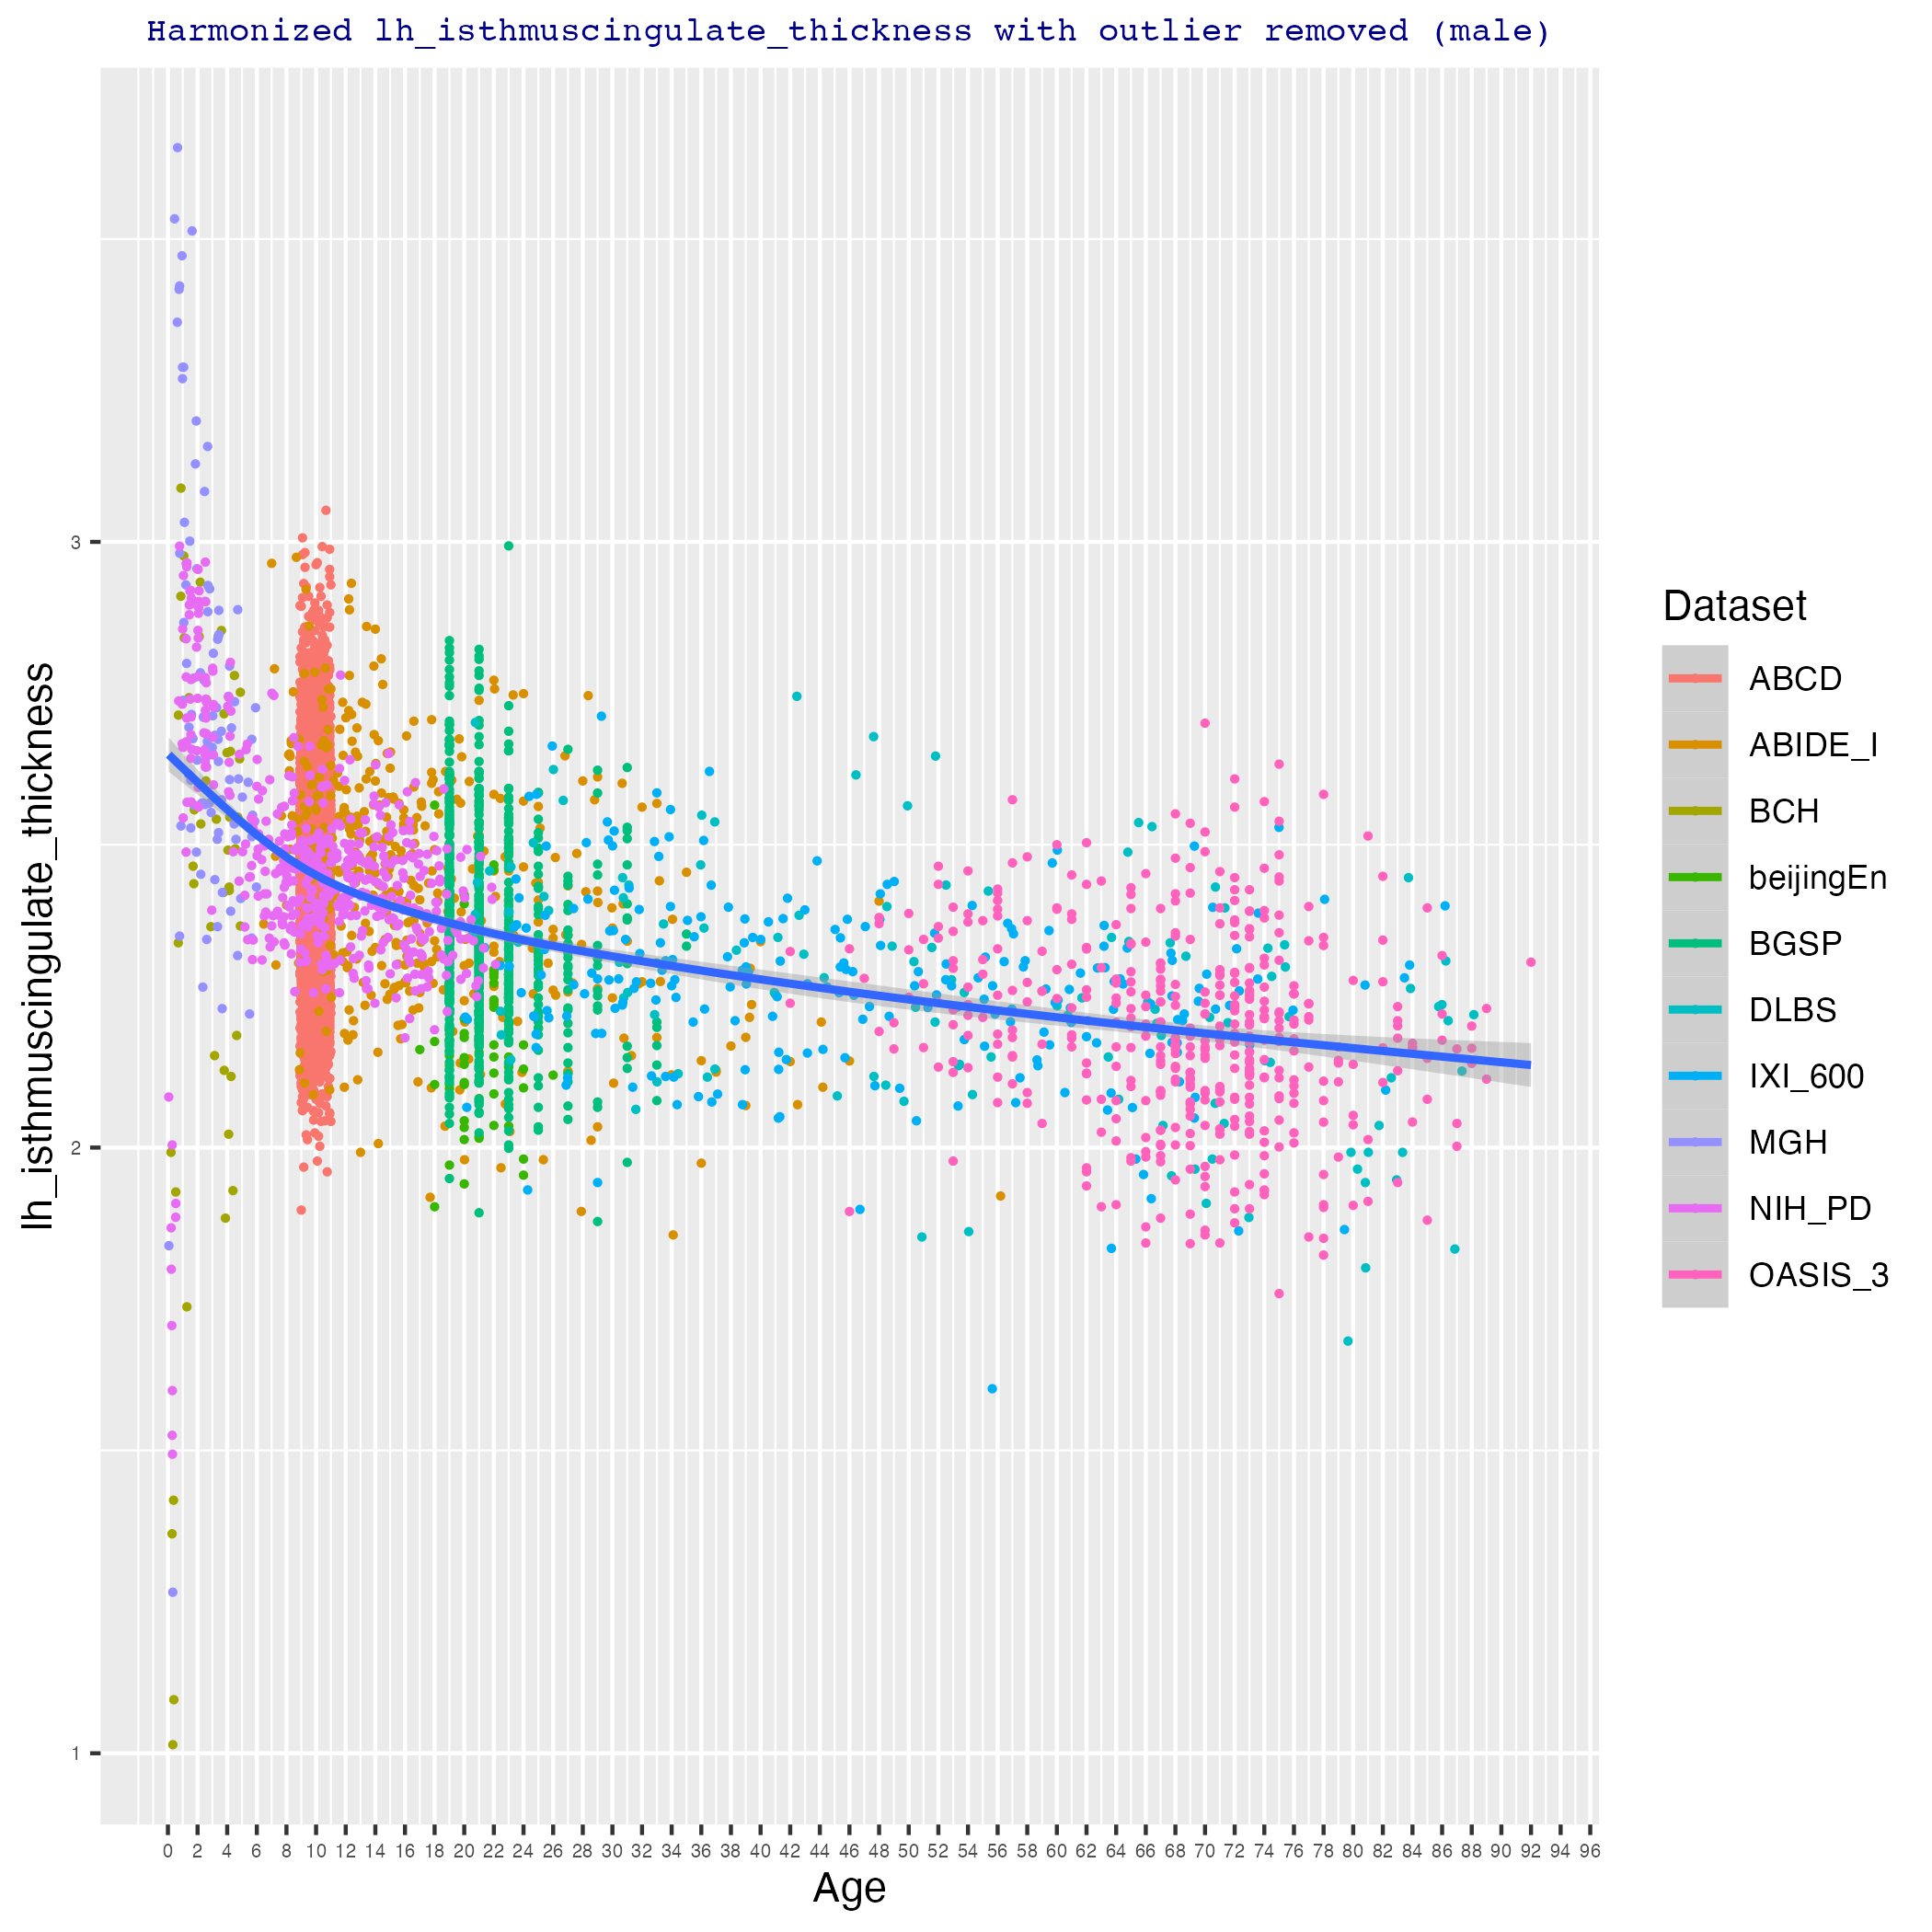 Harmonized lh_isthmuscingulate_thickness with outlier removed (male)
lh_isthmuscingulate_thickness
3
2
1
0 2 4 6 8 10 12 14 16 18 20 22 24 26 28 30 32 34 36 38 40 42 44 46 48 50 52 54 56 58 60 62 64 66 68 70 72 74 76 78 80 82 84 86 88 90 92 94 96
Age
Dataset
ABCD
ABIDE_I
BCH
beijingEn
BGSP
DLBS
IXI_600
MGH
NIH_PD
OASIS_3